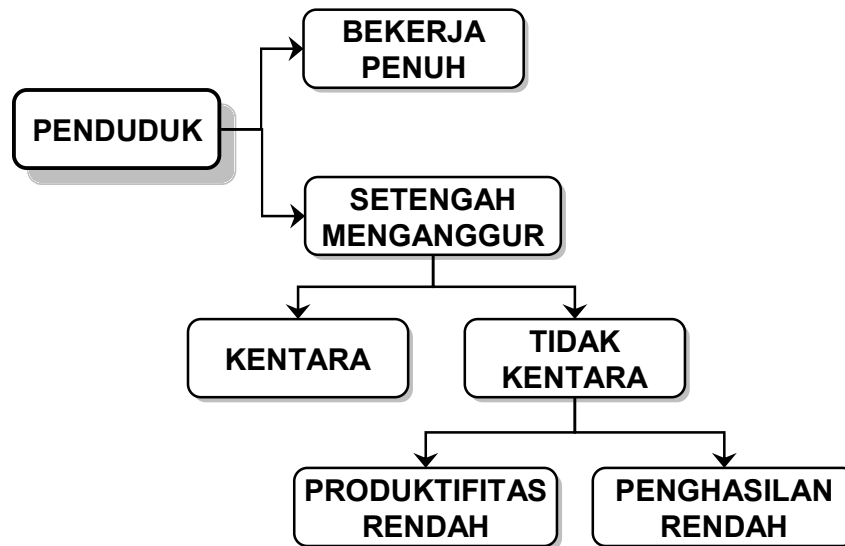 BEKERJA
PENUH
PENDUDUK
SETENGAH
MENGANGGUR
KENTARA
TIDAK
KENTARA
PRODUKTIFITAS
RENDAH
PENGHASILAN
RENDAH